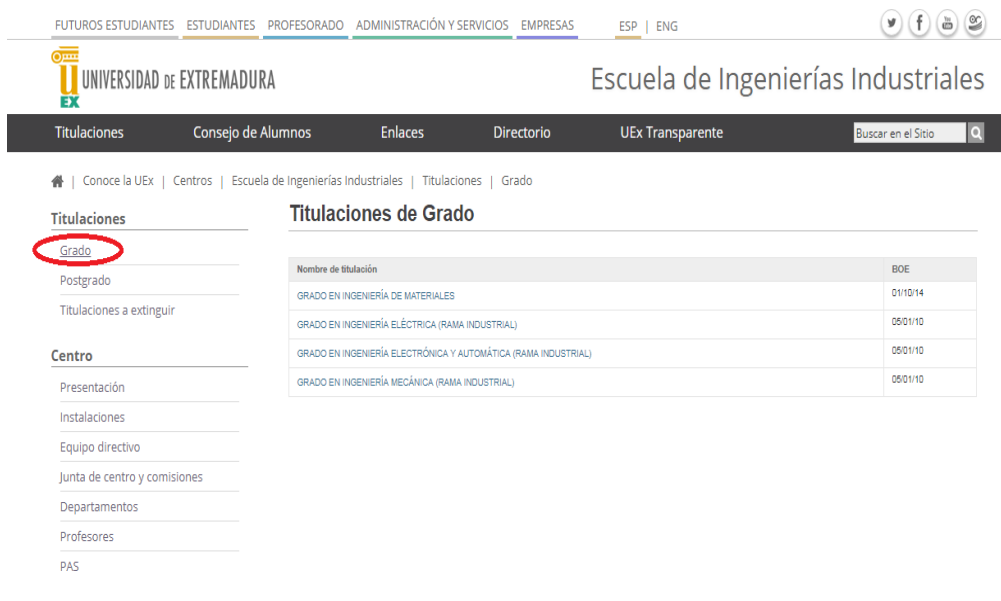 FUTUROS ESTUDIANTES ESTUDIANTES PROFESORADO ADMINISTRACIÓN Y SERVICIOS EMPRESAS ESP | ENG
You Tube
UNIVERSIDAD DE EXTREMADURA
EX
Escuela de Ingenierías Industriales
Titulaciones Consejo de Alumnos Enlaces Directorio UEx Transparente Buscar en el Sitio
| Conoce la UEx | Centros | Escuela de Ingenierías Industriales | Titulaciones | Grado
Titulaciones
Grado
Postgrado
Titulaciones a extinguir
Centro
Presentación
Instalaciones
Equipo directivo
Junta de centro y comisiones
Departamentos
Profesores
PAS
Titulaciones de Grado
Nombre de titulación BOE
GRADO EN INGENIERÍA DE MATERIALES 01/10/14
GRADO EN INGENIERÍA ELÉCTRICA (RAMA INDUSTRIAL) 05/01/10
GRADO EN INGENIERÍA ELECTRÓNICA Y AUTOMÁTICA (RAMA INDUSTRIAL) 05/01/10
GRADO EN INGENIERÍA MECÁNICA (RAMA INDUSTRIAL) 05/01/10